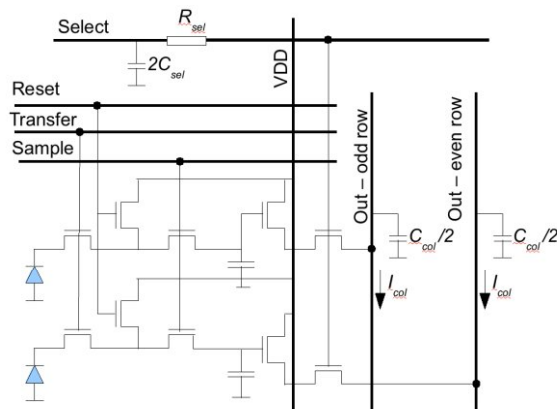 Select
R_sel
2C_sel
VDD
Reset
Transfer
Sample
Out – odd row
Out – even row
C_col/2
C_col/2
I_col
I_col